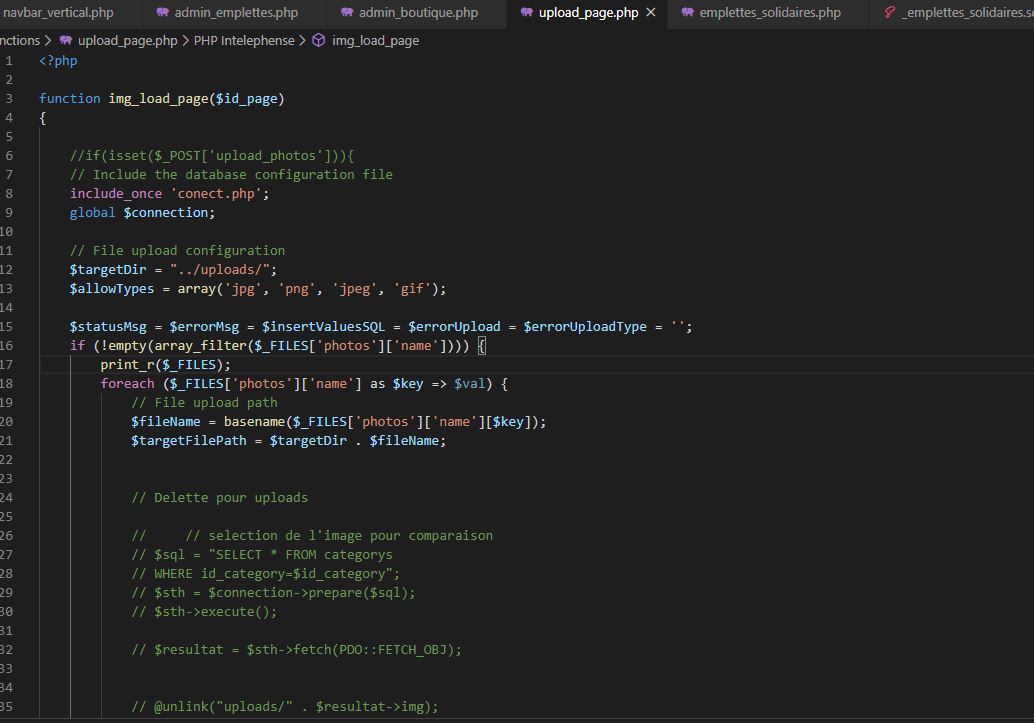 navbar_vertical.php admin_emplettes.php admin_boutique.php upload_page.php emplettes_solidaires.php _emplettes_solidaires.s
nctions > upload_page.php > PHP Intelephense > img_load_page
1 <?php
2
3 function img_load_page($id_page)
4 {
5
6 //if(isset($_POST['upload_photos'])){
7 // Include the database configuration file
8 include_once 'conect.php';
9 global $connection;
10
11 // File upload configuration
12 $targetDir = "../uploads/";
13 $allowTypes = array('jpg', 'png', 'jpeg', 'gif');
14
15 $statusMsg = $errorMsg = $insertValuesSQL = $errorUpload = $errorUploadType = '';
16 if (!empty(array_filter($_FILES['photos']['name']))) {
17 print_r($_FILES);
18 foreach ($_FILES['photos']['name'] as $key => $val) {
19 // File upload path
20 $fileName = basename($_FILES['photos']['name'][$key]);
21 $targetFilePath = $targetDir . $fileName;
22
23
24 // Delette pour uploads
25
26 // // selection de l'image pour comparaison
27 // $sql = "SELECT * FROM categorys
28 // WHERE id_category=$id_category";
29 // $sth = $connection->prepare($sql);
30 // $sth->execute();
31
32 // $resultat = $sth->fetch(PDO::FETCH_OBJ);
33
34
35 // @unlink("uploads/" . $resultat->img);